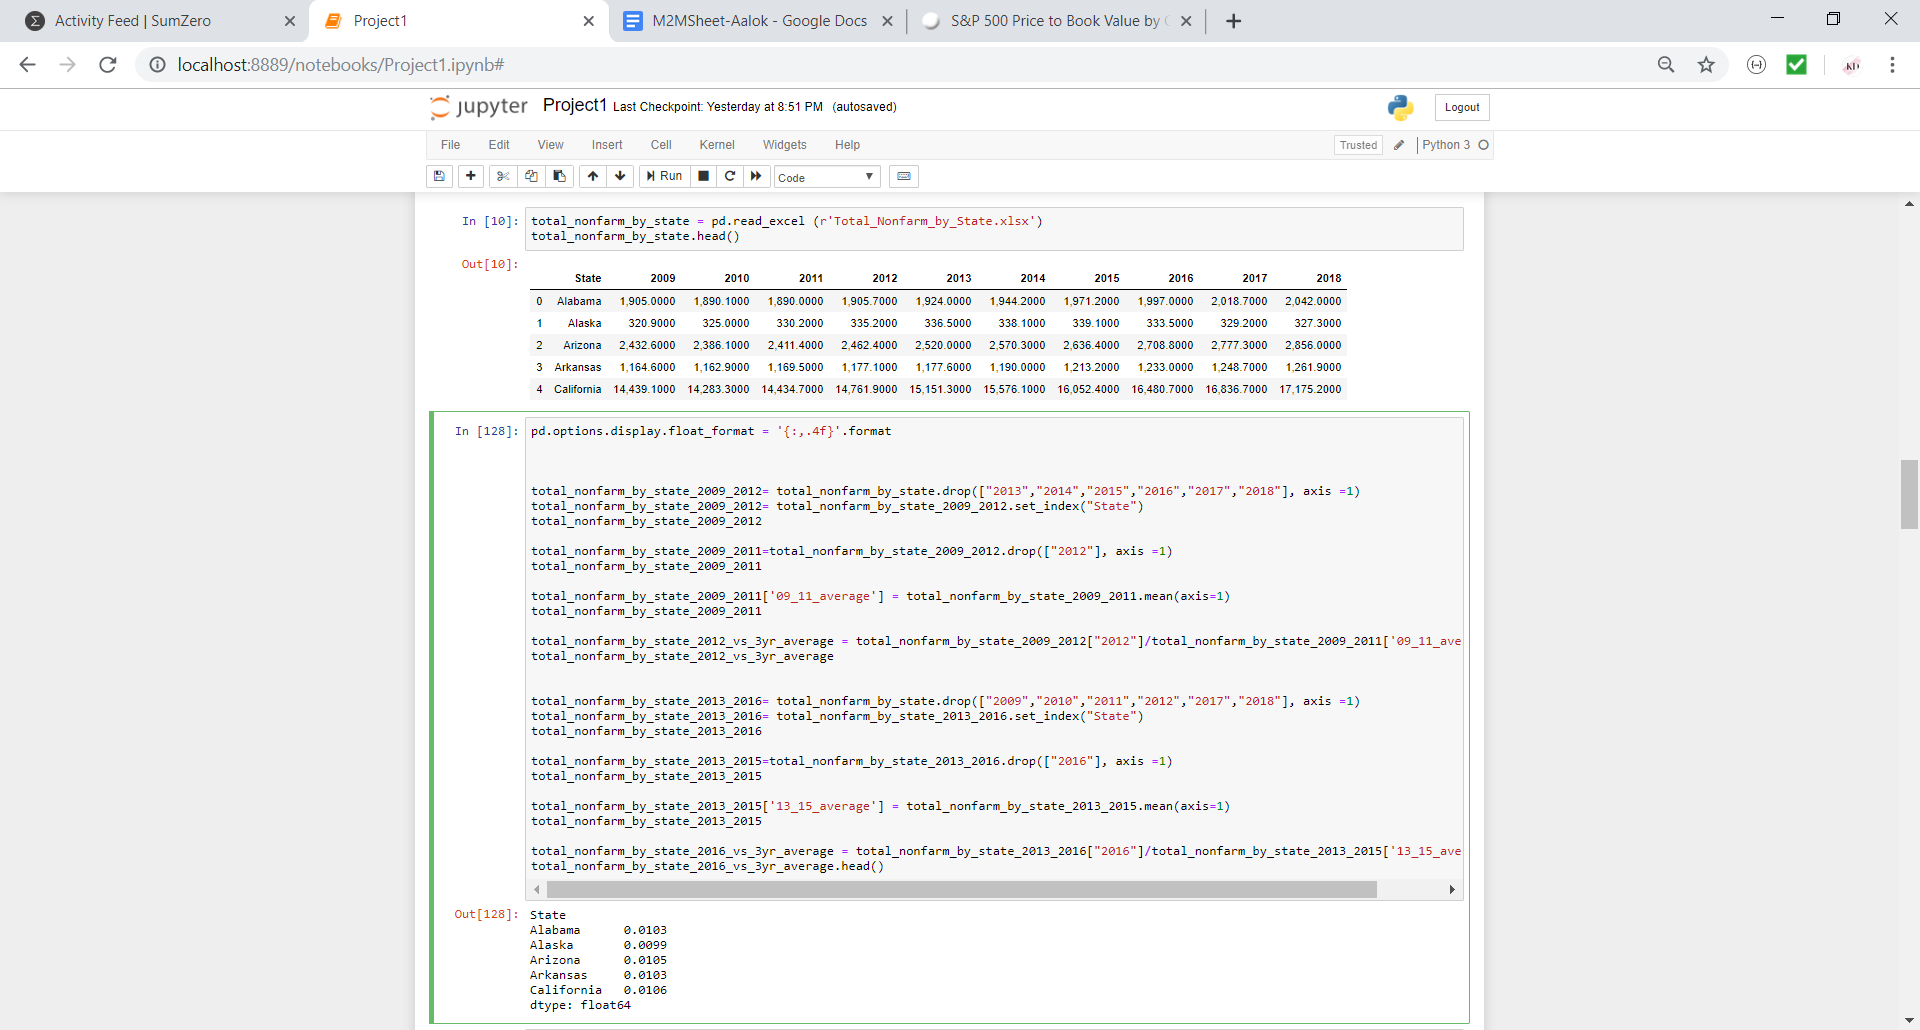 Activity Feed | SumZero
Project1
M2MSheet-Aalok - Google Docs
S&P 500 Price to Book Value by
localhost:8889/notebooks/Project1.ipynb#
KD
jupyter Project1 Last Checkpoint: Yesterday at 8:51 PM (autosaved)
Logout
File Edit View Insert Cell Kernel Widgets Help
Trusted Python 3
Run Code
In [10]: total_nonfarm_by_state = pd.read_excel (r'Total_Nonfarm_by_State.xlsx')
total_nonfarm_by_state.head()
Out[10]:
State 2009 2010 2011 2012 2013 2014 2015 2016 2017 2018
0 Alabama 1,905.0000 1,890.1000 1,890.0000 1,905.7000 1,924.0000 1,944.2000 1,971.2000 1,997.0000 2,018.7000 2,042.0000
1 Alaska 320.9000 325.0000 330.2000 335.2000 336.5000 338.1000 339.1000 333.5000 329.2000 327.3000
2 Arizona 2,432.6000 2,386.1000 2,411.4000 2,462.4000 2,520.0000 2,570.3000 2,636.4000 2,708.8000 2,777.3000 2,856.0000
3 Arkansas 1,164.6000 1,162.9000 1,169.5000 1,177.1000 1,177.6000 1,190.0000 1,213.2000 1,233.0000 1,248.7000 1,261.9000
4 California 14,439.1000 14,283.3000 14,434.7000 14,761.9000 15,151.3000 15,576.1000 16,052.4000 16,480.7000 16,836.7000 17,175.2000
In [128]: pd.options.display.float_format = '{:,.4f}'.format
total_nonfarm_by_state_2009_2012= total_nonfarm_by_state.drop(["2013","2014","2015","2016","2017","2018"], axis =1)
total_nonfarm_by_state_2009_2012= total_nonfarm_by_state_2009_2012.set_index("State")
total_nonfarm_by_state_2009_2012
total_nonfarm_by_state_2009_2011=total_nonfarm_by_state_2009_2012.drop(["2012"], axis =1)
total_nonfarm_by_state_2009_2011
total_nonfarm_by_state_2009_2011['09_11_average'] = total_nonfarm_by_state_2009_2011.mean(axis=1)
total_nonfarm_by_state_2009_2011
total_nonfarm_by_state_2012_vs_3yr_average = total_nonfarm_by_state_2009_2012["2012"]/total_nonfarm_by_state_2009_2011['09_11_ave
total_nonfarm_by_state_2012_vs_3yr_average
total_nonfarm_by_state_2013_2016= total_nonfarm_by_state.drop(["2009","2010","2011","2012","2017","2018"], axis =1)
total_nonfarm_by_state_2013_2016= total_nonfarm_by_state_2013_2016.set_index("State")
total_nonfarm_by_state_2013_2016
total_nonfarm_by_state_2013_2015=total_nonfarm_by_state_2013_2016.drop(["2016"], axis =1)
total_nonfarm_by_state_2013_2015
total_nonfarm_by_state_2013_2015['13_15_average'] = total_nonfarm_by_state_2013_2015.mean(axis=1)
total_nonfarm_by_state_2013_2015
total_nonfarm_by_state_2016_vs_3yr_average = total_nonfarm_by_state_2013_2016["2016"]/total_nonfarm_by_state_2013_2015['13_15_ave
total_nonfarm_by_state_2016_vs_3yr_average.head()
Out[128]: State
Alabama 0.0103
Alaska 0.0099
Arizona 0.0105
Arkansas 0.0103
California 0.0106
dtype: float64